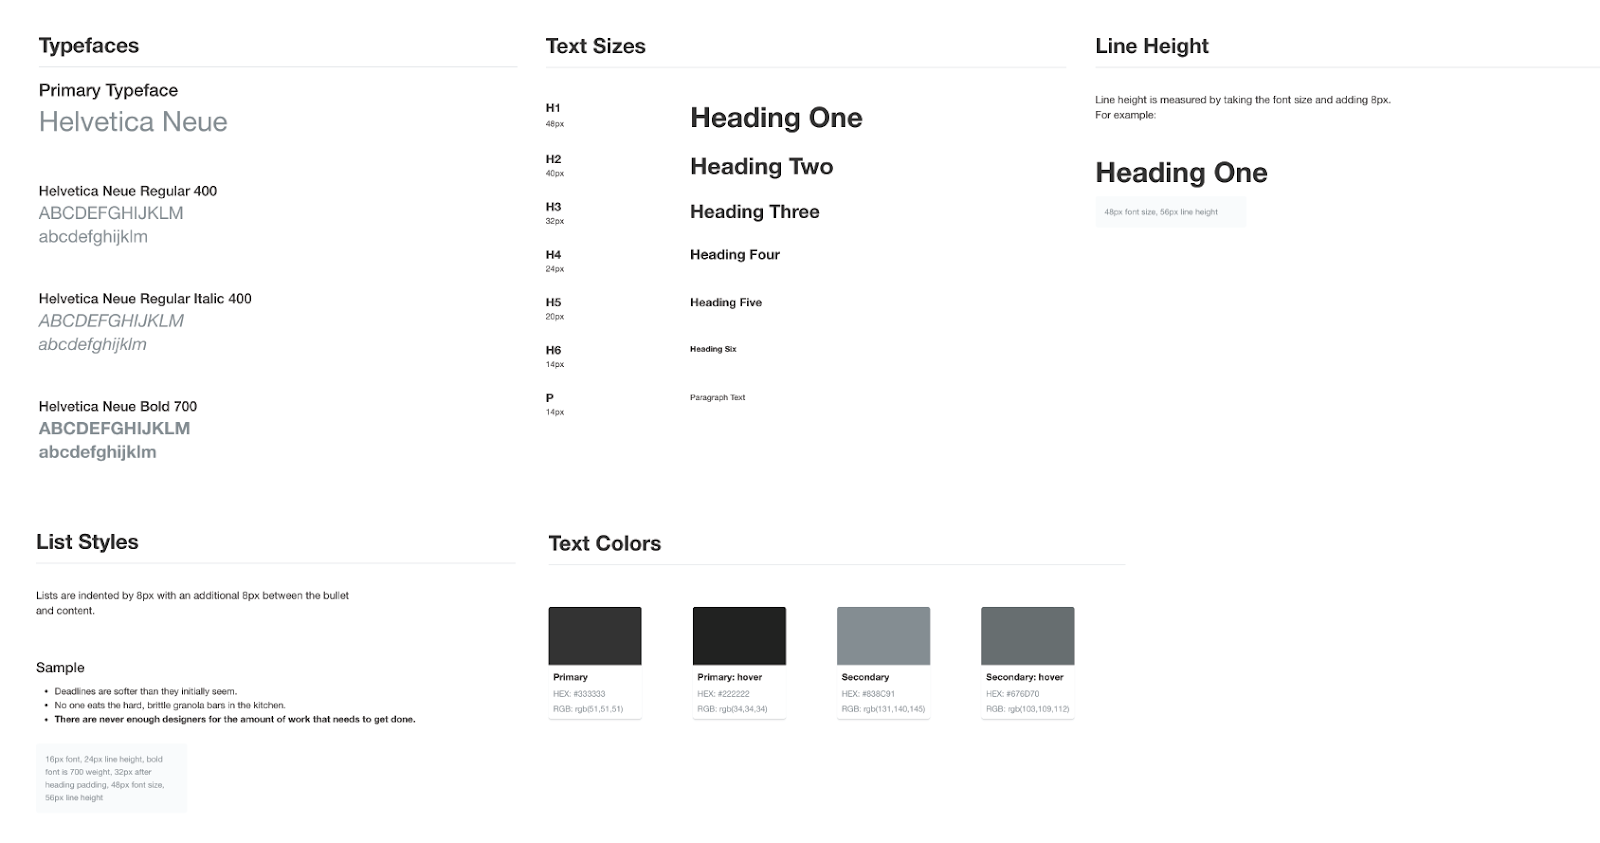 Typefaces
Primary Typeface
Helvetica Neue
Helvetica Neue Regular 400
ABCDEFGHIJKLM
abcdefghijklm
Helvetica Neue Regular Italic 400
ABCDEFGHIJKLM
abcdefghijklm
Helvetica Neue Bold 700
ABCDEFGHIJKLM
abcdefghijklm
Text Sizes
H1
48px
Heading One
H2
40px
Heading Two
H3
32px
Heading Three
H4
24px
Heading Four
H5
20px
Heading Five
H6
14px
Heading Six
P
14px
Paragraph Text
Line Height
Line height is measured by taking the font size and adding 8px.
For example:
Heading One
48px font size, 56px line height
List Styles
Lists are indented by 8px with an additional 8px between the bullet
and content.
Sample
• Deadlines are softer than they initially seem.
• No one eats the hard, brittle granola bars in the kitchen.
• There are never enough designers for the amount of work that needs to get done.
16px font, 24px line height, bold
font is 700 weight, 32px after
heading padding, 48px font size,
56px line height
Text Colors
Primary
HEX: #333333
RGB: rgb(51,51,51)
Primary: hover
HEX: #222222
RGB: rgb(34,34,34)
Secondary
HEX: #838C91
RGB: rgb(131,140,145)
Secondary: hover
HEX: #676D70
RGB: rgb(103,109,112)